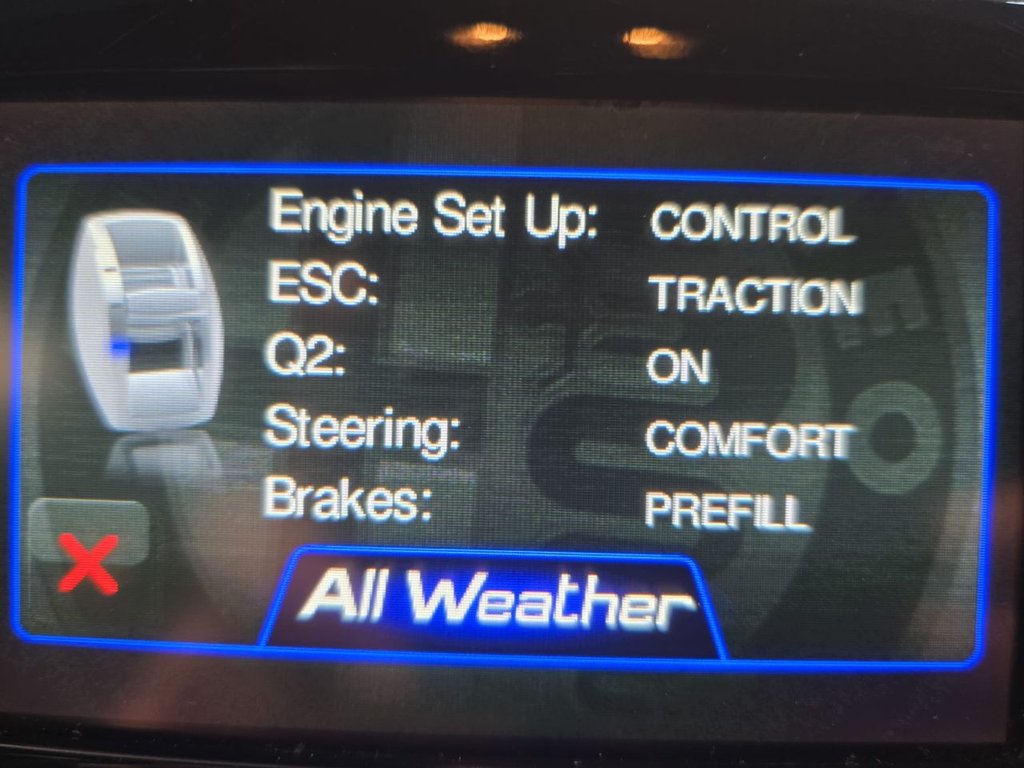 Engine Set Up: CONTROL
ESC: TRACTION
Q2: ON
Steering: COMFORT
Brakes: PREFILL
All Weather